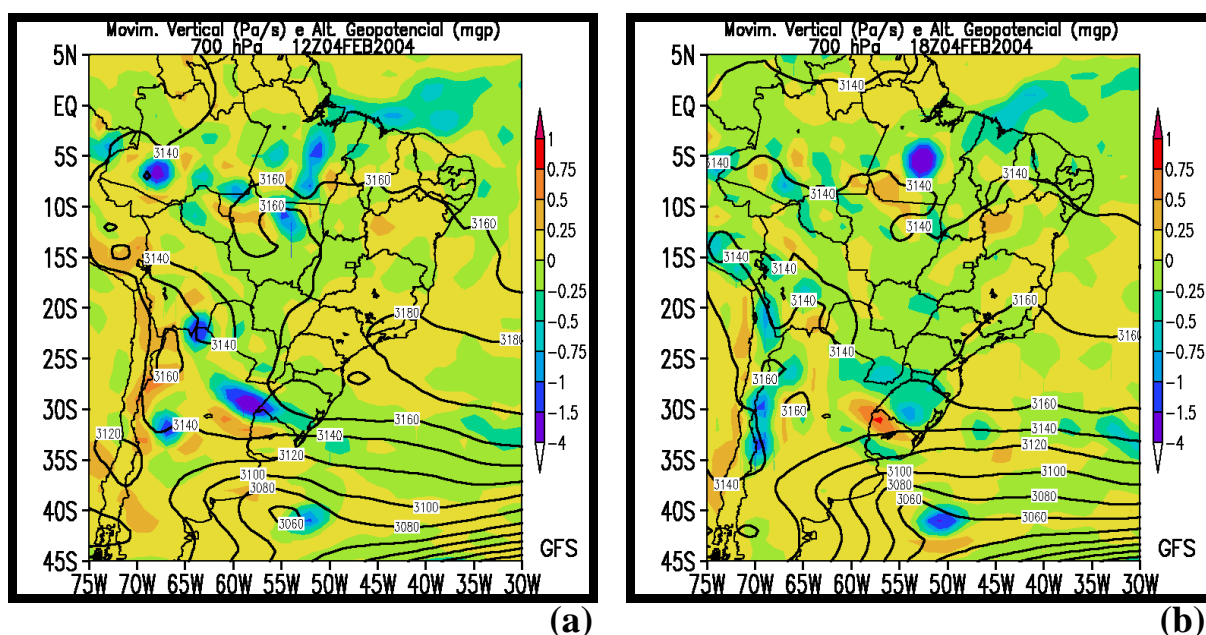 Movim. Vertical (Pa/s) e Alt. Geopotencial (mgp)
700 hPa 12Z04FEB2004
5N
EQ
5S
10S
15S
20S
25S
30S
35S
40S
45S
75W 70W 65W 60W 55W 50W 45W 40W 35W 30W
3140
3160
3160
3160
3160
3140
3180
3180
3140
3160
3160
3140
3140
3120
3120
3100
3100
3080
3080
3060
1
0.75
0.5
0.25
0
-0.25
-0.5
-0.75
-1
-1.5
-4
GFS
(a)
Movim. Vertical (Pa/s) e Alt. Geopotencial (mgp)
700 hPa 18Z04FEB2004
5N
EQ
5S
10S
15S
20S
25S
30S
35S
40S
45S
75W 70W 65W 60W 55W 50W 45W 40W 35W 30W
3140
3140
3140
3140
3140
3140
3140
3140
3140
3160
3160
3140
3160
3160
3160
3140
3120
3140
3100
3100
3080
3080
3060
3060
1
0.75
0.5
0.25
0
-0.25
-0.5
-0.75
-1
-1.5
-4
GFS
(b)